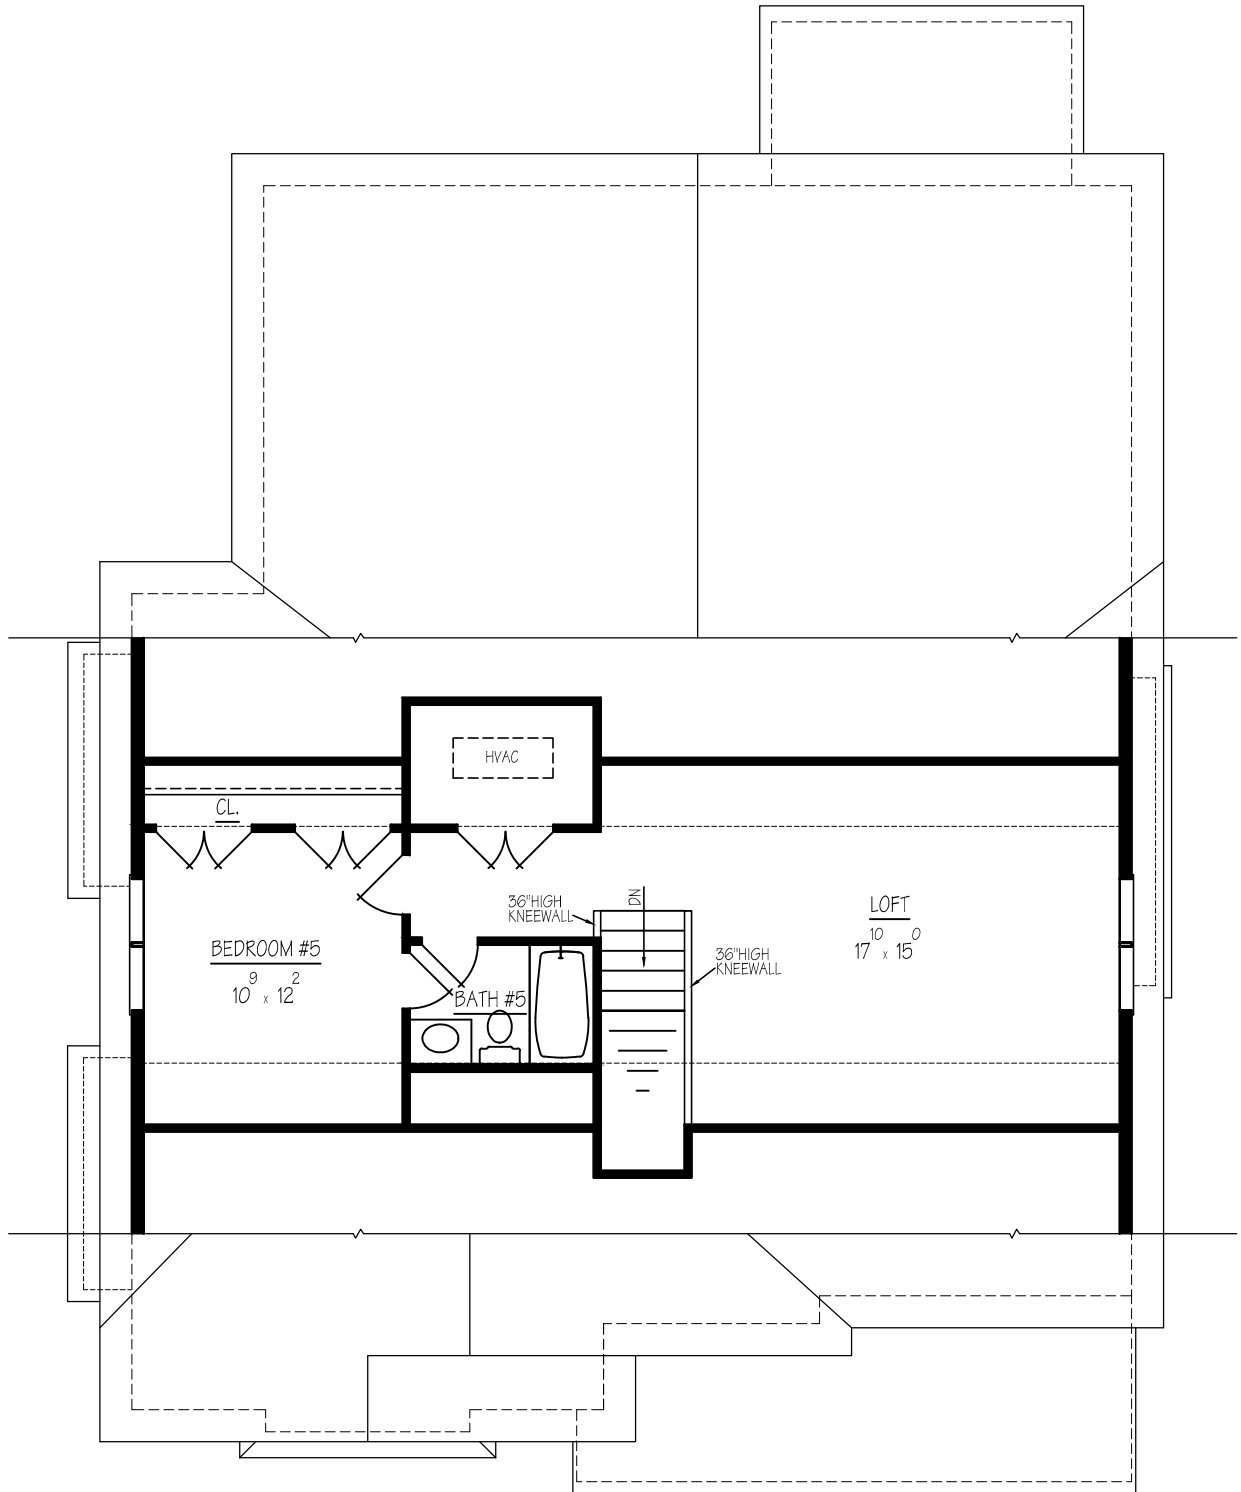 HVAC
CL.
36"HIGH
KNEEWALL
DN
LOFT
17 10 x 15 0
36"HIGH
KNEEWALL
BEDROOM #5
10 9 x 12 2
BATH #5